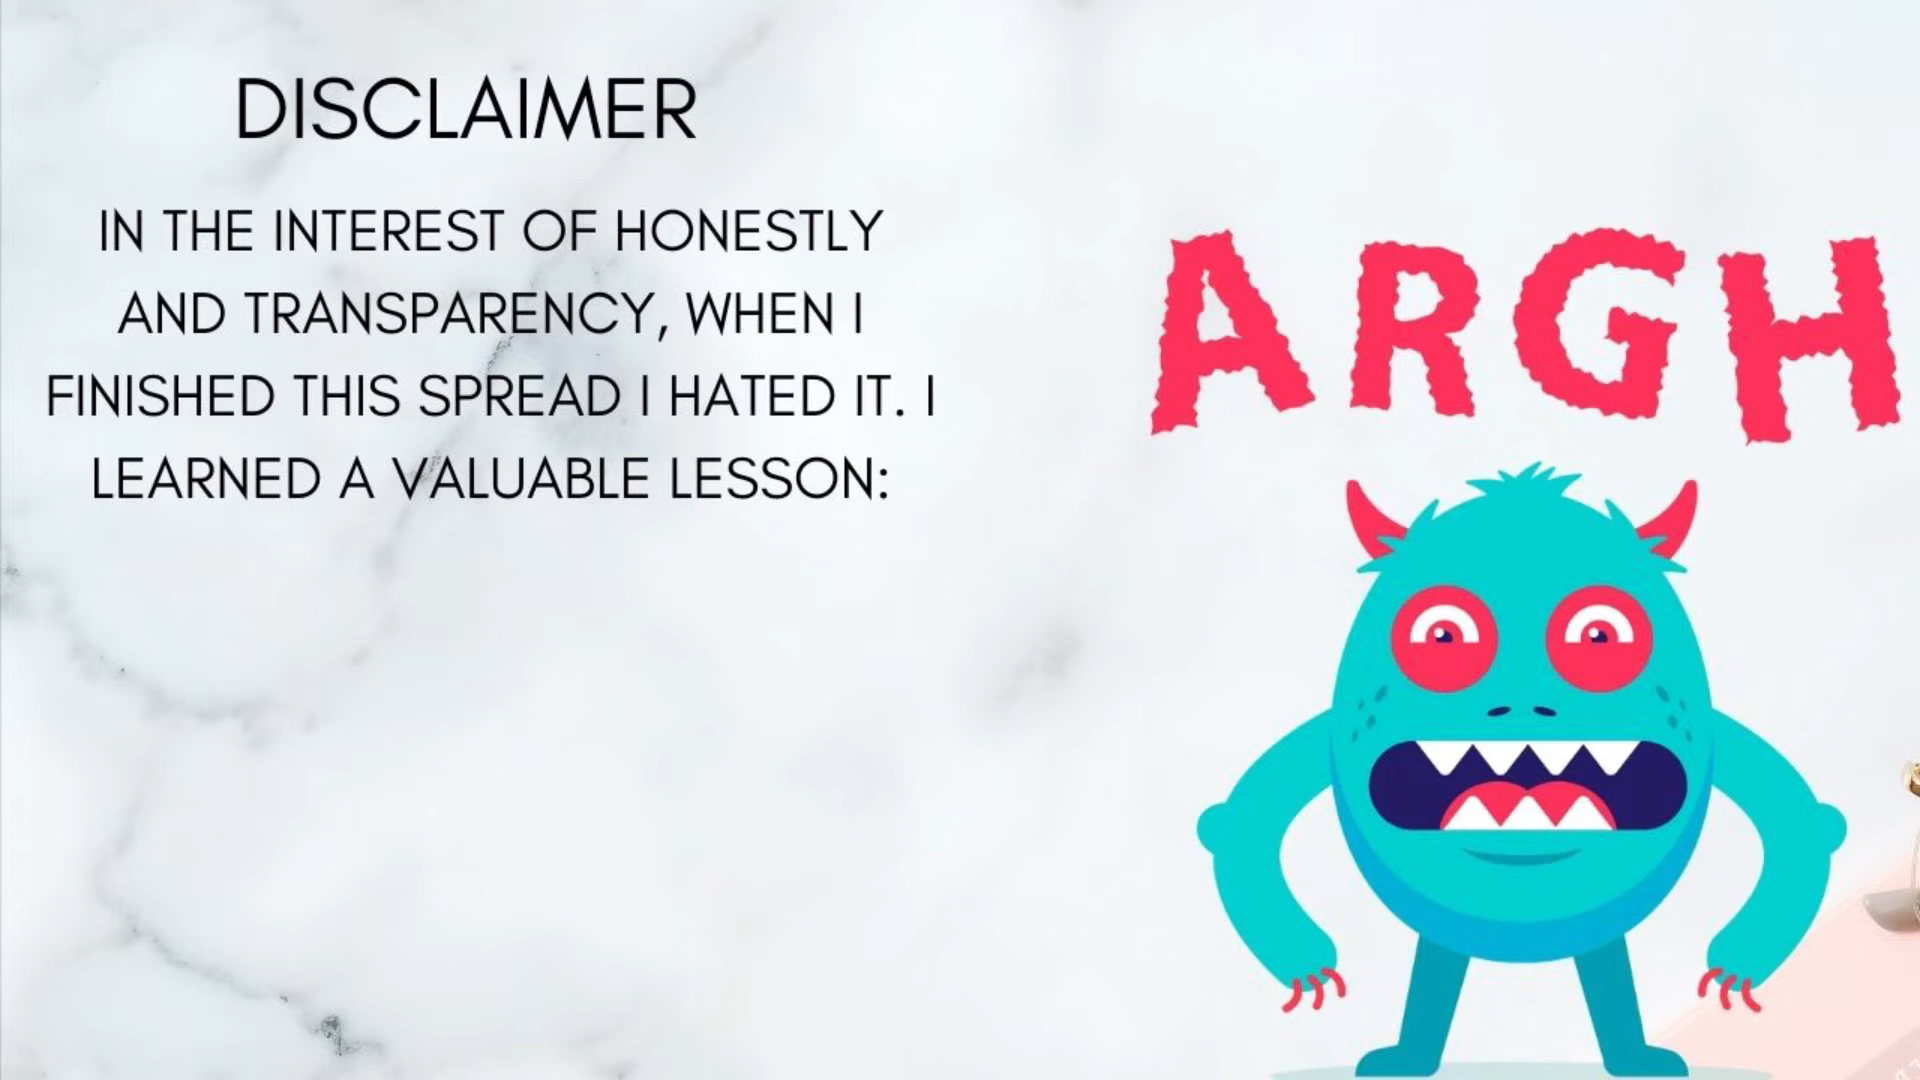 DISCLAIMER
IN THE INTEREST OF HONESTLY
AND TRANSPARENCY, WHEN I
FINISHED THIS SPREAD I HATED IT. I
LEARNED A VALUABLE LESSON:
ARGH